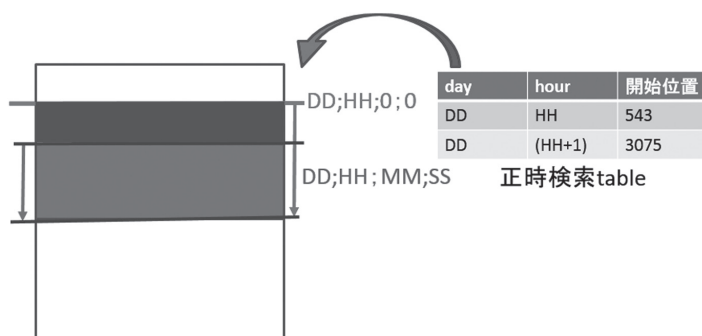 DD;HH;0;0
DD;HH;MM;SS
day hour 開始位置
DD HH 543
DD (HH+1) 3075
正時検索table